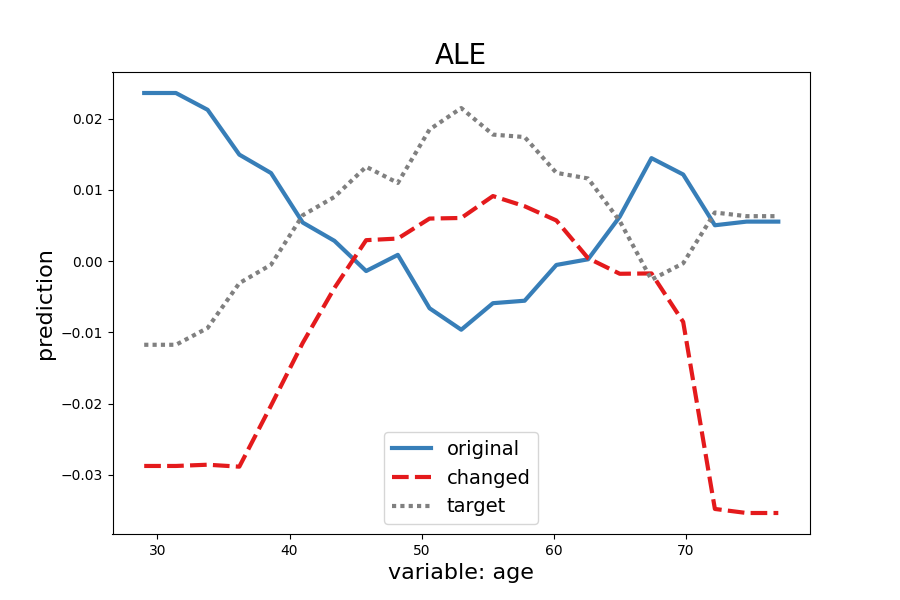 ALE
prediction
0.02
0.01
0.00
−0.01
−0.02
−0.03
original
changed
target
30 40 50 60 70
variable: age